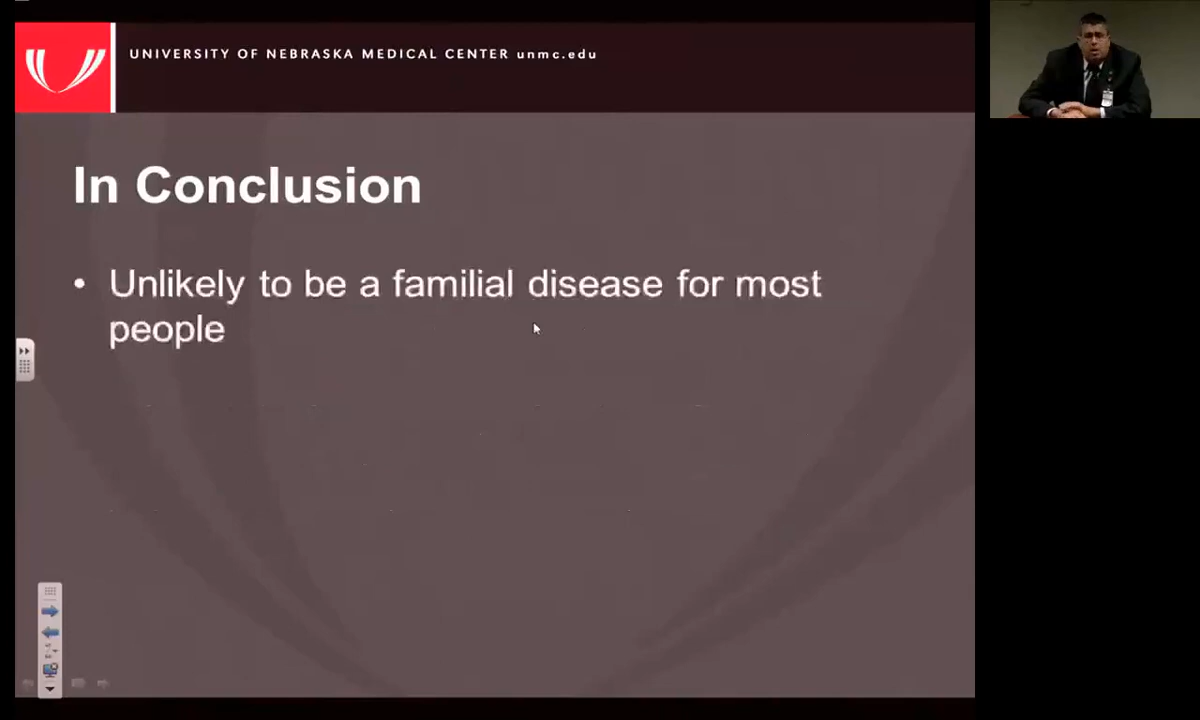 UNIVERSITY OF NEBRASKA MEDICAL CENTER unmc.edu
In Conclusion
• Unlikely to be a familial disease for most
people